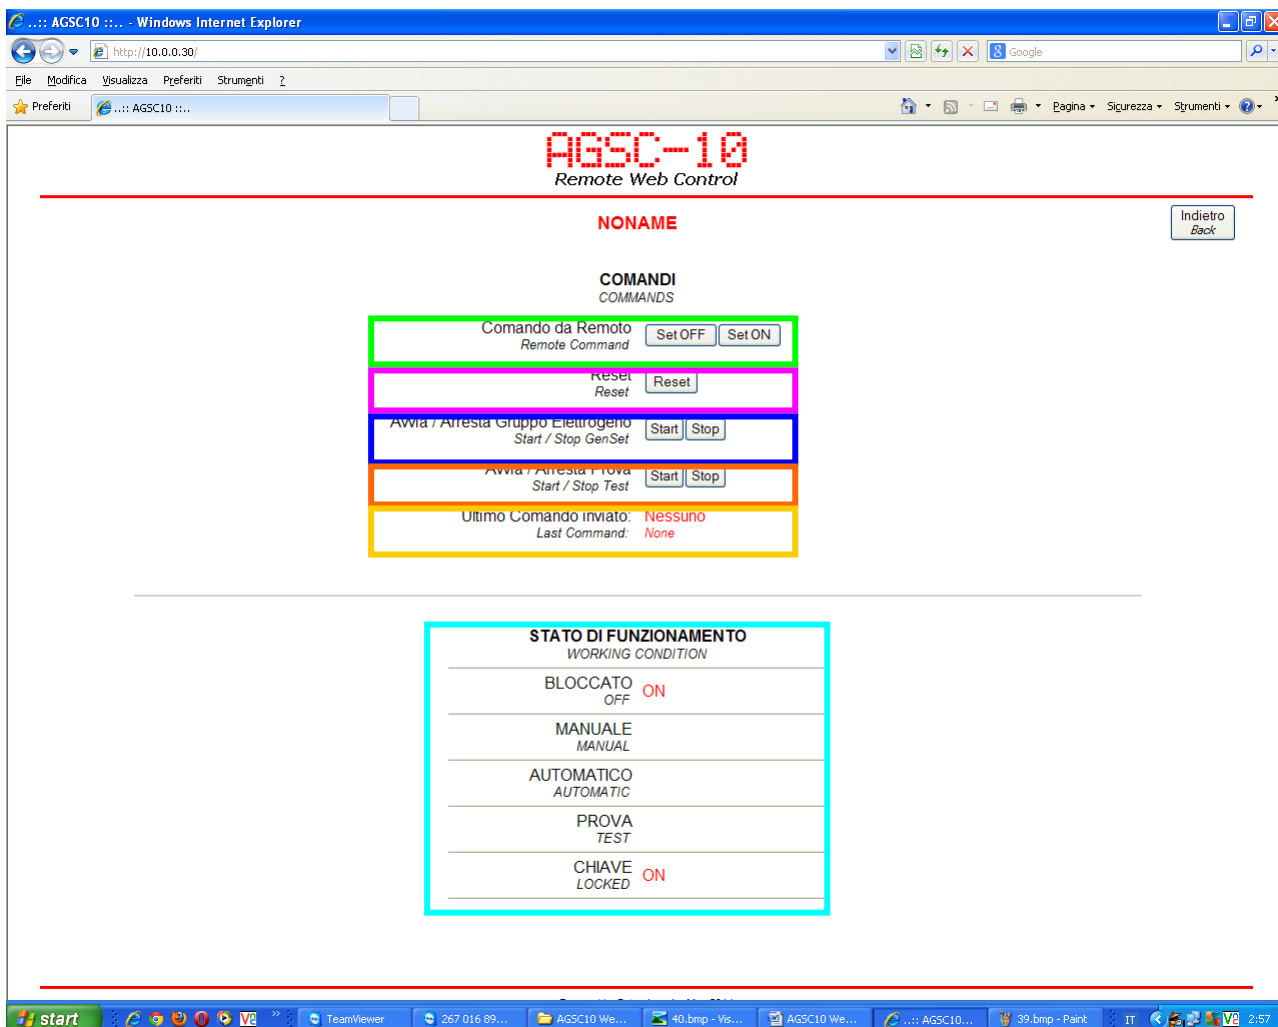 ..:: AGSC10 ::.. - Windows Internet Explorer
http://10.0.0.30/
Google
File Modifica Visualizza Preferiti Strumenti ?
Preferiti ..:: AGSC10 ::.. Pagina Sicurezza Strumenti
AGSC-10
Remote Web Control
NONAME
Indietro
Back
COMANDI
COMMANDS
Comando da Remoto Set OFF Set ON
Remote Command
Reset Reset
Reset
Avvia / Arresta Gruppo Elettrogeno Start Stop
Start / Stop GenSet
Avvia / Arresta Prova Start Stop
Start / Stop Test
Ultimo Comando Inviato: Nessuno
Last Command: None
STATO DI FUNZIONAMENTO
WORKING CONDITION
BLOCCATO ON
OFF
MANUALE
MANUAL
AUTOMATICO
AUTOMATIC
PROVA
TEST
CHIAVE ON
LOCKED
start TeamViewer 267 016 89... AGSC10 We... 40.bmp - Vis... AGSC10 We... ..:: AGSC10... 39.bmp - Paint IT 2:57